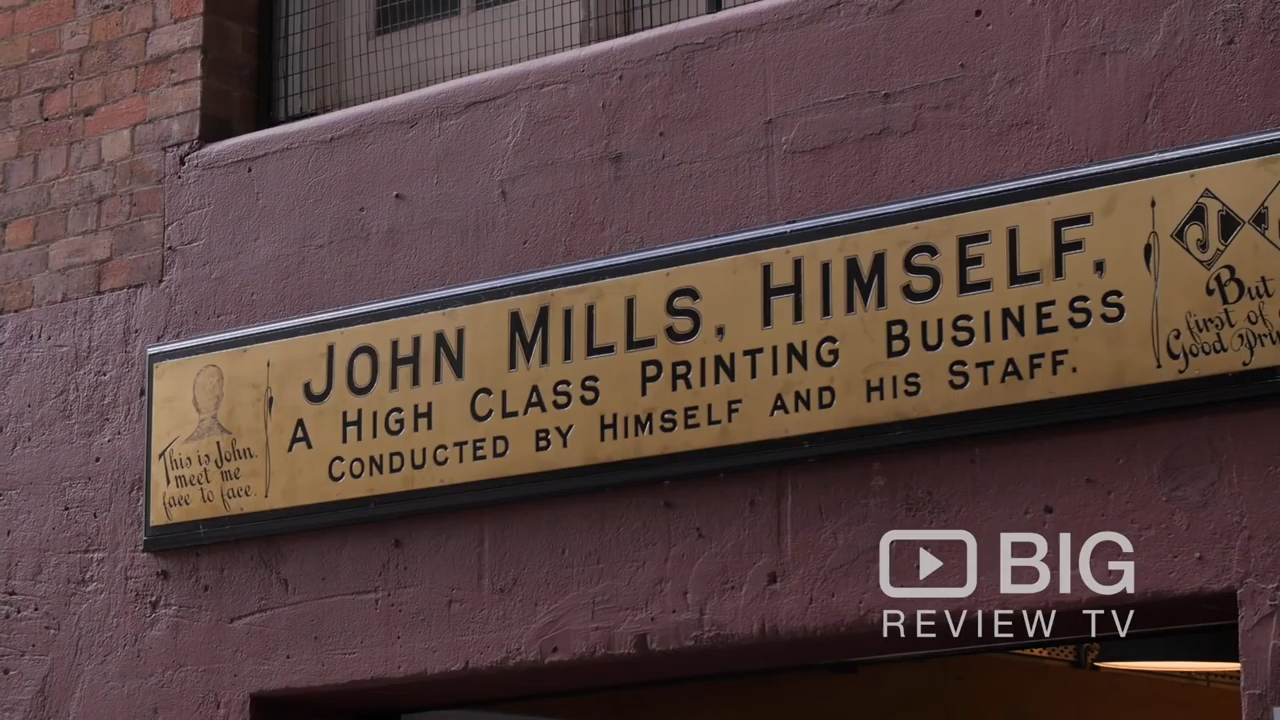 JOHN MILLS, HIMSELF,
A HIGH CLASS PRINTING BUSINESS
CONDUCTED BY HIMSELF AND HIS STAFF.
This is John.
meet me
face to face.
J
But
first of
Good
BIG
REVIEW TV